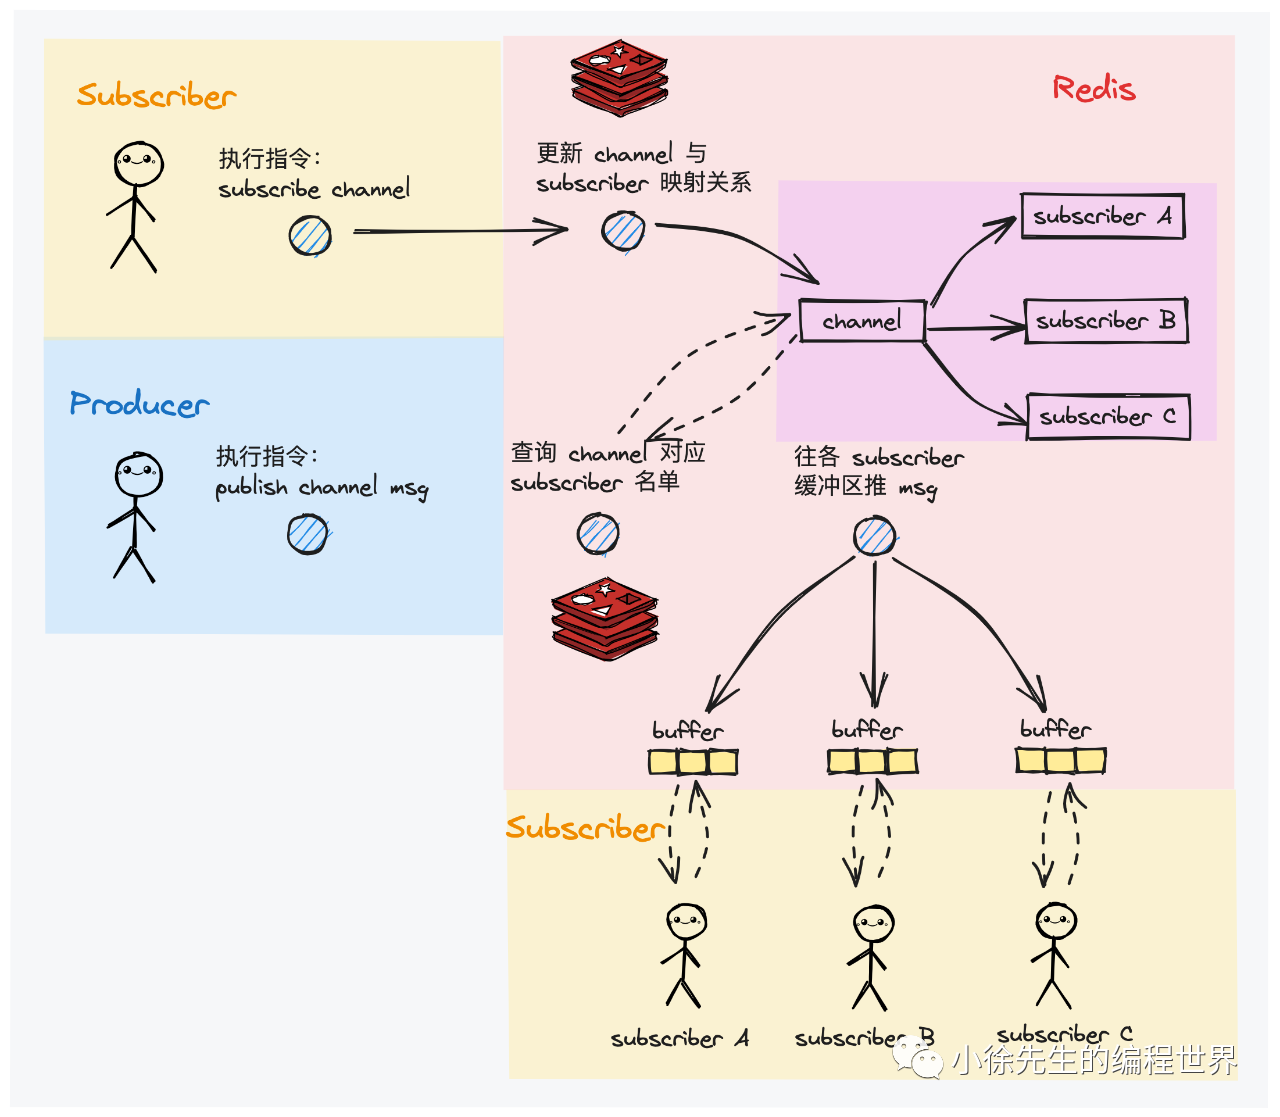 Subscriber
执行指令：
subscribe channel
Redis
更新 channel 与
subscriber 映射关系
channel
subscriber A
subscriber B
subscriber C
Producer
执行指令：
publish channel msg
查询 channel 对应
subscriber 名单
往各 subscriber
缓冲区推 msg
buffer
buffer
buffer
Subscriber
subscriber A
subscriber B
subscriber C
小徐先生的编程世界